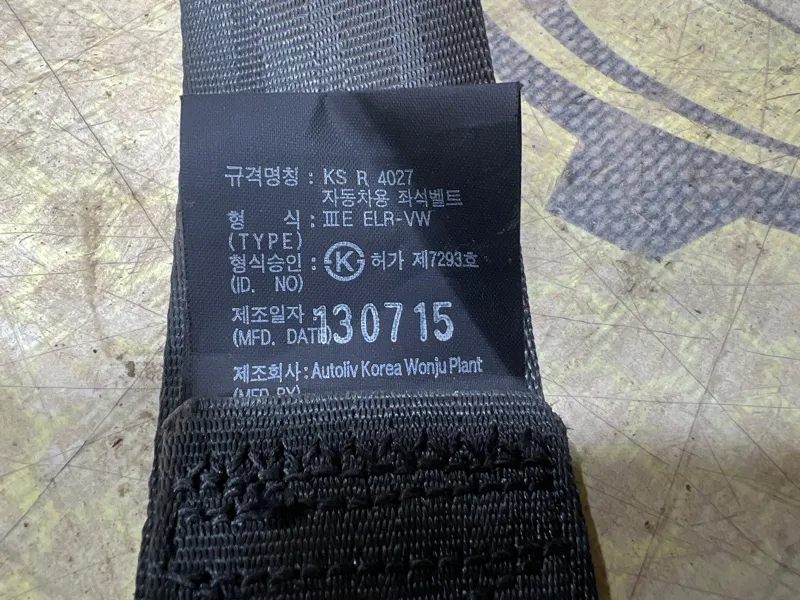 규격명칭 : KS R 4027
자동차용 좌석벨트
형 식 : ⅢE ELR-VW
(TYPE)
형식승인 : K 허가 제7293호
(ID. NO)
제조일자 : 130715
(MFD. DATE)
제조회사 : Autoliv Korea Wonju Plant
(MFD BY)